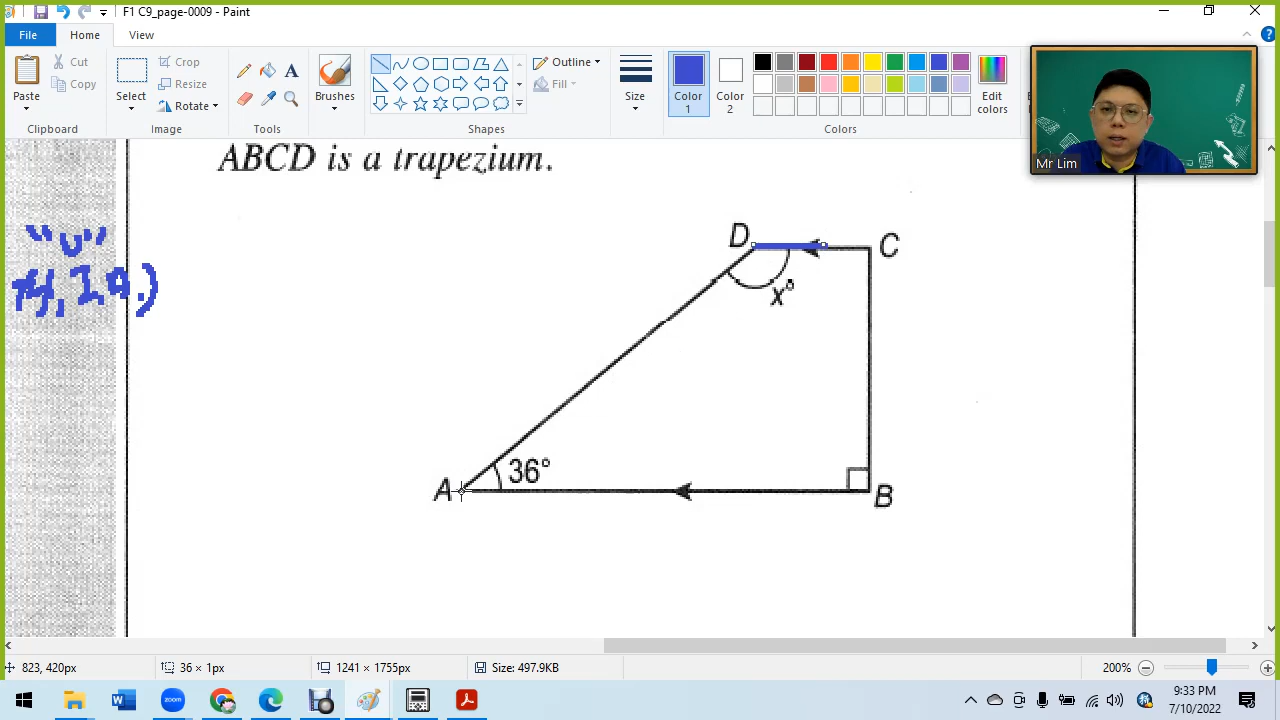 F1 C9_page-0009 - Paint
File
Home
View
Paste
Cut
Copy
Clipboard
Select
Crop
Resize
Rotate
Image
A
Tools
Brushes
Outline
Fill
Shapes
Size
Color
1
Color
2
Edit
colors
Colors
Mr Lim
ABCD is a trapezium.
"U"
D
C
x°
A
36°
B
823, 420px
36 × 1px
1241 × 1755px
Size: 497.9KB
200%
W
zoom
9:33 PM
7/10/2022